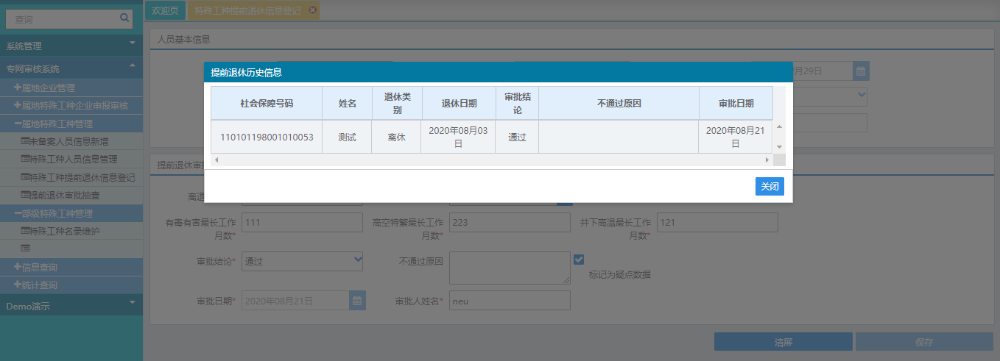 查询
系统管理
专网审核系统
属地企业管理
属地特殊工种企业申报审核
属地特殊工种管理
未备案人员信息新增
特殊工种人员信息管理
特殊工种提前退休信息登记
提前退休审批抽查
部级特殊工种管理
特殊工种名录维护
信息查询
统计查询
Demo演示
欢迎页 特殊工种提前退休信息登记
人员基本信息
月29日
提前退休历史信息
社会保障号码 姓名 退休类别 退休日期 审批结论 不通过原因 审批日期
110101198001010053 测试 离休 2020年08月03日 通过 2020年08月21日
关闭
提前退休审批
离退
有毒有害最长工作月数* 111 高空特繁最长工作月数* 223 井下高温最长工作月数* 121
审批结论* 通过 不通过原因 标记为疑点数据
审批日期* 2020年08月21日 审批人姓名* neu
清屏 保存